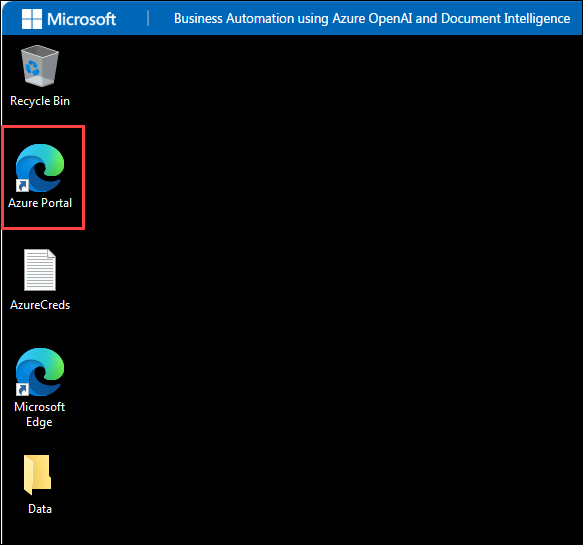 Microsoft | Business Automation using Azure OpenAI and Document Intelligence
Recycle Bin
Azure Portal
AzureCreds
Microsoft
Edge
Data